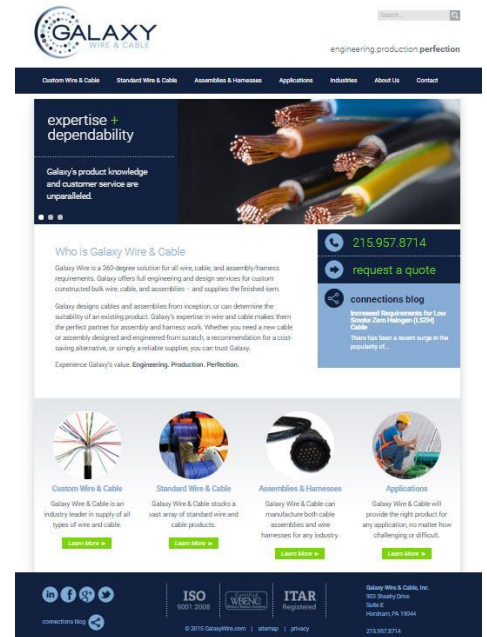 GALAXY
WIRE & CABLE
Search...
engineering.production.perfection
Custom Wire & Cable
Standard Wire & Cable
Assemblies & Harnesses
Applications
Industries
About Us
Contact
expertise +
dependability
Galaxy's product knowledge
and customer service are
unparalleled.
Who is Galaxy Wire & Cable
Galaxy Wire is a 360-degree solution for all wire, cable, and assembly/harness
requirements. Galaxy offers full engineering and design services for custom
constructed bulk wire, cable, and assemblies – and supplies the finished item.
Galaxy designs cables and assemblies from inception, or can determine the
suitability of an existing product. Galaxy's expertise in wire and cable makes them
the perfect partner for assembly and harness work. Whether you need a new cable
or assembly designed and engineered from scratch, a recommendation for a cost-
saving alternative, or simply a reliable supplier, you can trust Galaxy.
Experience Galaxy's value. Engineering. Production. Perfection.
215.957.8714
request a quote
connections blog
Increased Requirements for Low
Smoke Zero Halogen (LSZH)
Cable
There has been a recent surge in the
popularity of...
Custom Wire & Cable
Galaxy Wire & Cable is an
industry leader in supply of all
types of wire and cable.
Learn More ►
Standard Wire & Cable
Galaxy Wire & Cable stocks a
vast array of standard wire and
cable products.
Learn More ►
Assemblies & Harnesses
Galaxy Wire & Cable can
manufacture both cable
assemblies and wire
harnesses for any industry.
Learn More ►
Applications
Galaxy Wire & Cable will
provide the right product for
any application, no matter how
challenging or difficult.
Learn More ►
in f g+
connections blog
ISO
9001:2008
Certified
WBENC
ITAR
Registered
© 2015 GalaxyWire.com | sitemap | privacy
Galaxy Wire & Cable, Inc.
903 Sheehy Drive
Suite E
Horsham, PA 19044
215.957.8714